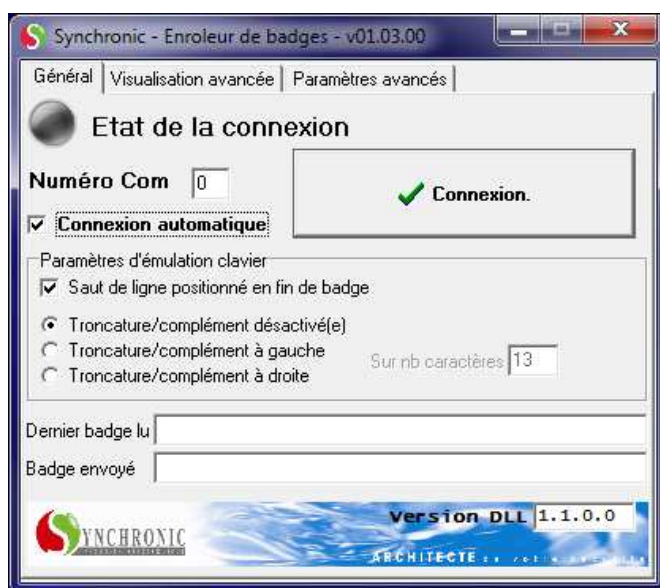 Synchronic - Enroleur de badges - v01.03.00
Général Visualisation avancée Paramètres avancés
Etat de la connexion
Numéro Com 0
Connexion.
Connexion automatique
Paramètres d'émulation clavier
Saut de ligne positionné en fin de badge
Troncature/complément désactivé(e)
Troncature/complément à gauche
Sur nb caractères 13
Troncature/complément à droite
Dernier badge lu
Badge envoyé
Version DLL 1.1.0.0
SYNCHRONIC
ARCHITECTE